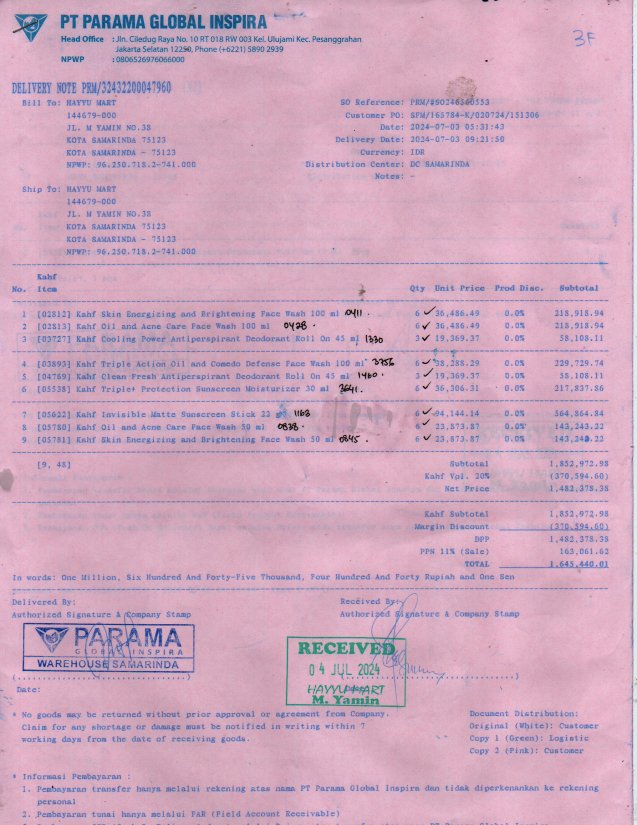 PT PARAMA GLOBAL INSPIRA
Head Office : Jln. Ciledug Raya No. 10 RT 018 RW 003 Kel. Ulujami Kec. Pesanggrahan
Jakarta Selatan 12250, Phone (+6221) 5890 2939
NPWP : 0806526976066000
3F
DELIVERY NOTE PRM/32432200047960
Bill To: HAYYU MART
144679-000
JL. M YAMIN NO.38
KOTA SAMARINDA 75123
KOTA SAMARINDA - 75123
NPWP: 96.250.718.2-741.000
SO Reference: PRM/#SO246560553
Customer PO: SFM/165784-K/020724/151306
Date: 2024-07-03 05:31:43
Delivery Date: 2024-07-03 09:21:50
Currency: IDR
Distribution Center: DC SAMARINDA
Notes: -
Ship To: HAYYU MART
144679-000
JL. M YAMIN NO.38
KOTA SAMARINDA 75123
KOTA SAMARINDA - 75123
NPWP: 96.250.718.2-741.000
Kahf
No. Item Qty Unit Price Prod Disc. Subtotal
1 [02812] Kahf Skin Energizing and Brightening Face Wash 100 ml 0411 . 6 ✓ 36,486.49 0.0% 218,918.94
2 [02813] Kahf Oil and Acne Care Face Wash 100 ml 0428 . 6 ✓ 36,486.49 0.0% 218,918.94
3 [03727] Kahf Cooling Power Antiperspirant Deodorant Roll On 45 ml 1330 3 ✓ 19,369.37 0.0% 58,108.11
4 [03893] Kahf Triple Action Oil and Comedo Defense Face Wash 100 ml 3756 6 ✓ 38,288.29 0.0% 229,729.74
5 [04769] Kahf Clean Fresh Antiperspirant Deodorant Roll On 45 ml 1460 . 3 ✓ 19,369.37 0.0% 58,108.11
6 [05538] Kahf Triple+ Protection Sunscreen Moisturizer 30 ml 3641 . 6 ✓ 36,306.31 0.0% 217,837.86
7 [05622] Kahf Invisible Matte Sunscreen Stick 22 g 1163 6 ✓ 94,144.14 0.0% 564,864.84
8 [05780] Kahf Oil and Acne Care Face Wash 50 ml 0838 . 6 ✓ 23,873.87 0.0% 143,243.22
9 [05781] Kahf Skin Energizing and Brightening Face Wash 50 ml 0845 . 6 ✓ 23,873.87 0.0% 143,243.22
[9, 48]
Subtotal 1,852,972.98
Kahf Vpl. 20% (370,594.60)
Net Price 1,482,378.38
Kahf Subtotal 1,852,972.98
Margin Discount (370,594.60)
DPP 1,482,378.38
PPN 11% (Sale) 163,061.62
TOTAL 1,645,440.01
In words: One Million, Six Hundred And Forty-Five Thousand, Four Hundred And Forty Rupiah and One Sen
Delivered By:
Authorized Signature & Company Stamp
Received By:
Authorized Signature & Company Stamp
PARAMA
GLOBAL INSPIRA
WAREHOUSE SAMARINDA
RECEIVED
04 JUL 2024
HAYYU MART
M. Yamin
Date:
* No goods may be returned without prior approval or agreement from Company.
Claim for any shortage or damage must be notified in writing within 7
working days from the date of receiving goods.
Document Distribution:
Original (White): Customer
Copy 1 (Green): Logistic
Copy 2 (Pink): Customer
* Informasi Pembayaran :
1. Pembayaran transfer hanya melalui rekening atas nama PT Parama Global Inspira dan tidak diperkenankan ke rekening
personal
2. Pembayaran tunai hanya melalui FAR (Field Account Receivable)